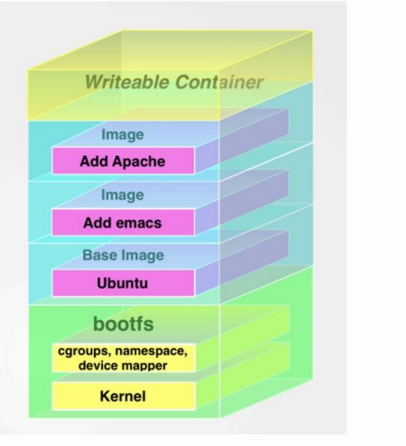 Writeable Container
Image
Add Apache
Image
Add emacs
Base Image
Ubuntu
bootfs
cgroups, namespace,
device mapper
Kernel